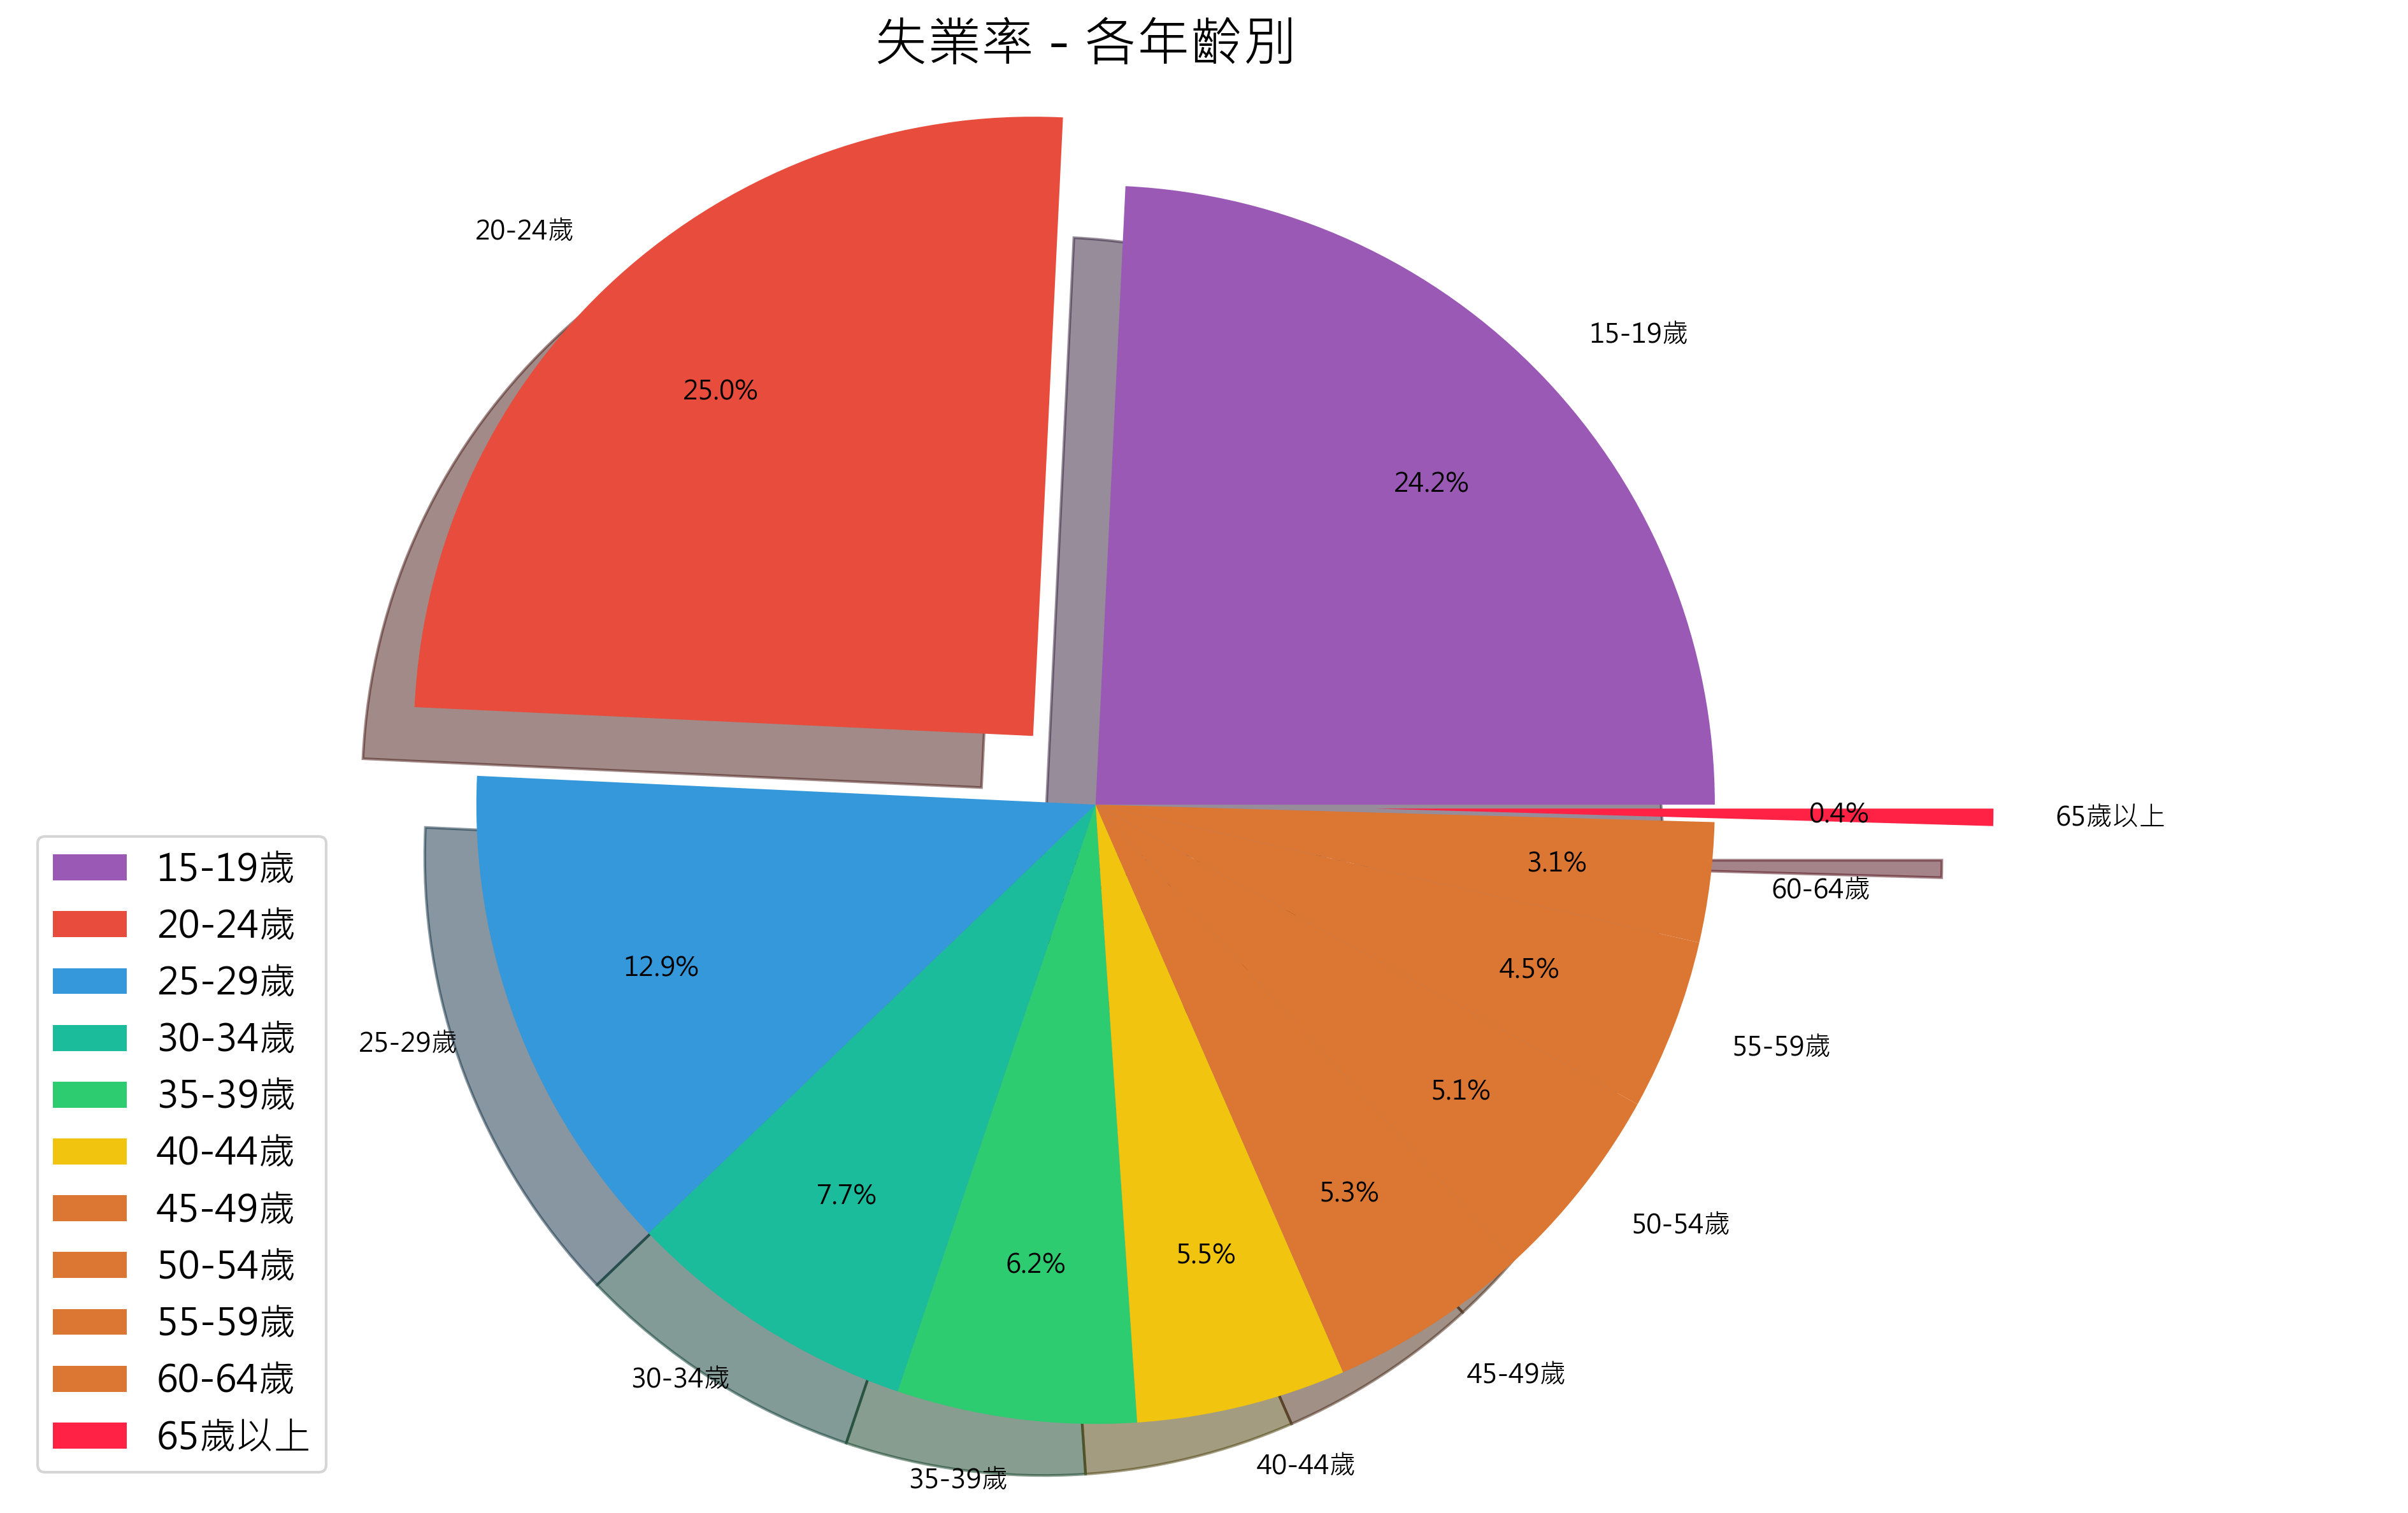 失業率 - 各年齡別
20-24歲
15-19歲
25.0%
24.2%
0.4%
65歲以上
3.1%
60-64歲
12.9%
4.5%
25-29歲
55-59歲
5.1%
7.7%
5.3%
50-54歲
6.2%
5.5%
30-34歲
45-49歲
35-39歲
40-44歲
15-19歲
20-24歲
25-29歲
30-34歲
35-39歲
40-44歲
45-49歲
50-54歲
55-59歲
60-64歲
65歲以上